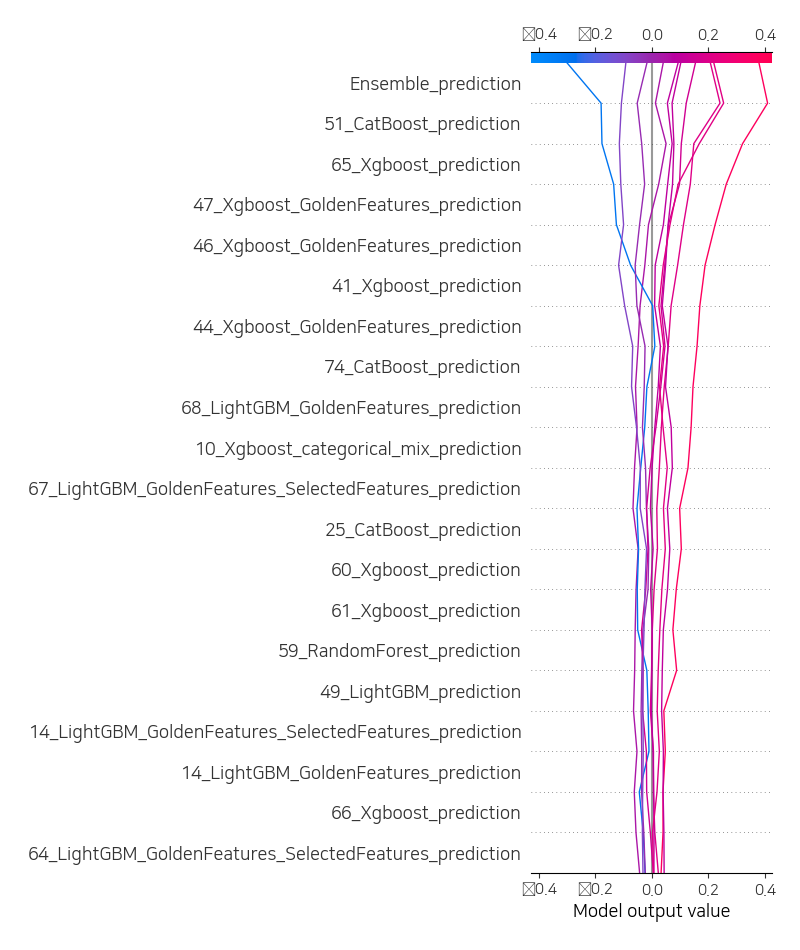 ▯0.4 ▯0.2 0.0 0.2 0.4
Ensemble_prediction
51_CatBoost_prediction
65_Xgboost_prediction
47_Xgboost_GoldenFeatures_prediction
46_Xgboost_GoldenFeatures_prediction
41_Xgboost_prediction
44_Xgboost_GoldenFeatures_prediction
74_CatBoost_prediction
68_LightGBM_GoldenFeatures_prediction
10_Xgboost_categorical_mix_prediction
67_LightGBM_GoldenFeatures_SelectedFeatures_prediction
25_CatBoost_prediction
60_Xgboost_prediction
61_Xgboost_prediction
59_RandomForest_prediction
49_LightGBM_prediction
14_LightGBM_GoldenFeatures_SelectedFeatures_prediction
14_LightGBM_GoldenFeatures_prediction
66_Xgboost_prediction
64_LightGBM_GoldenFeatures_SelectedFeatures_prediction
▯0.4 ▯0.2 0.0 0.2 0.4
Model output value